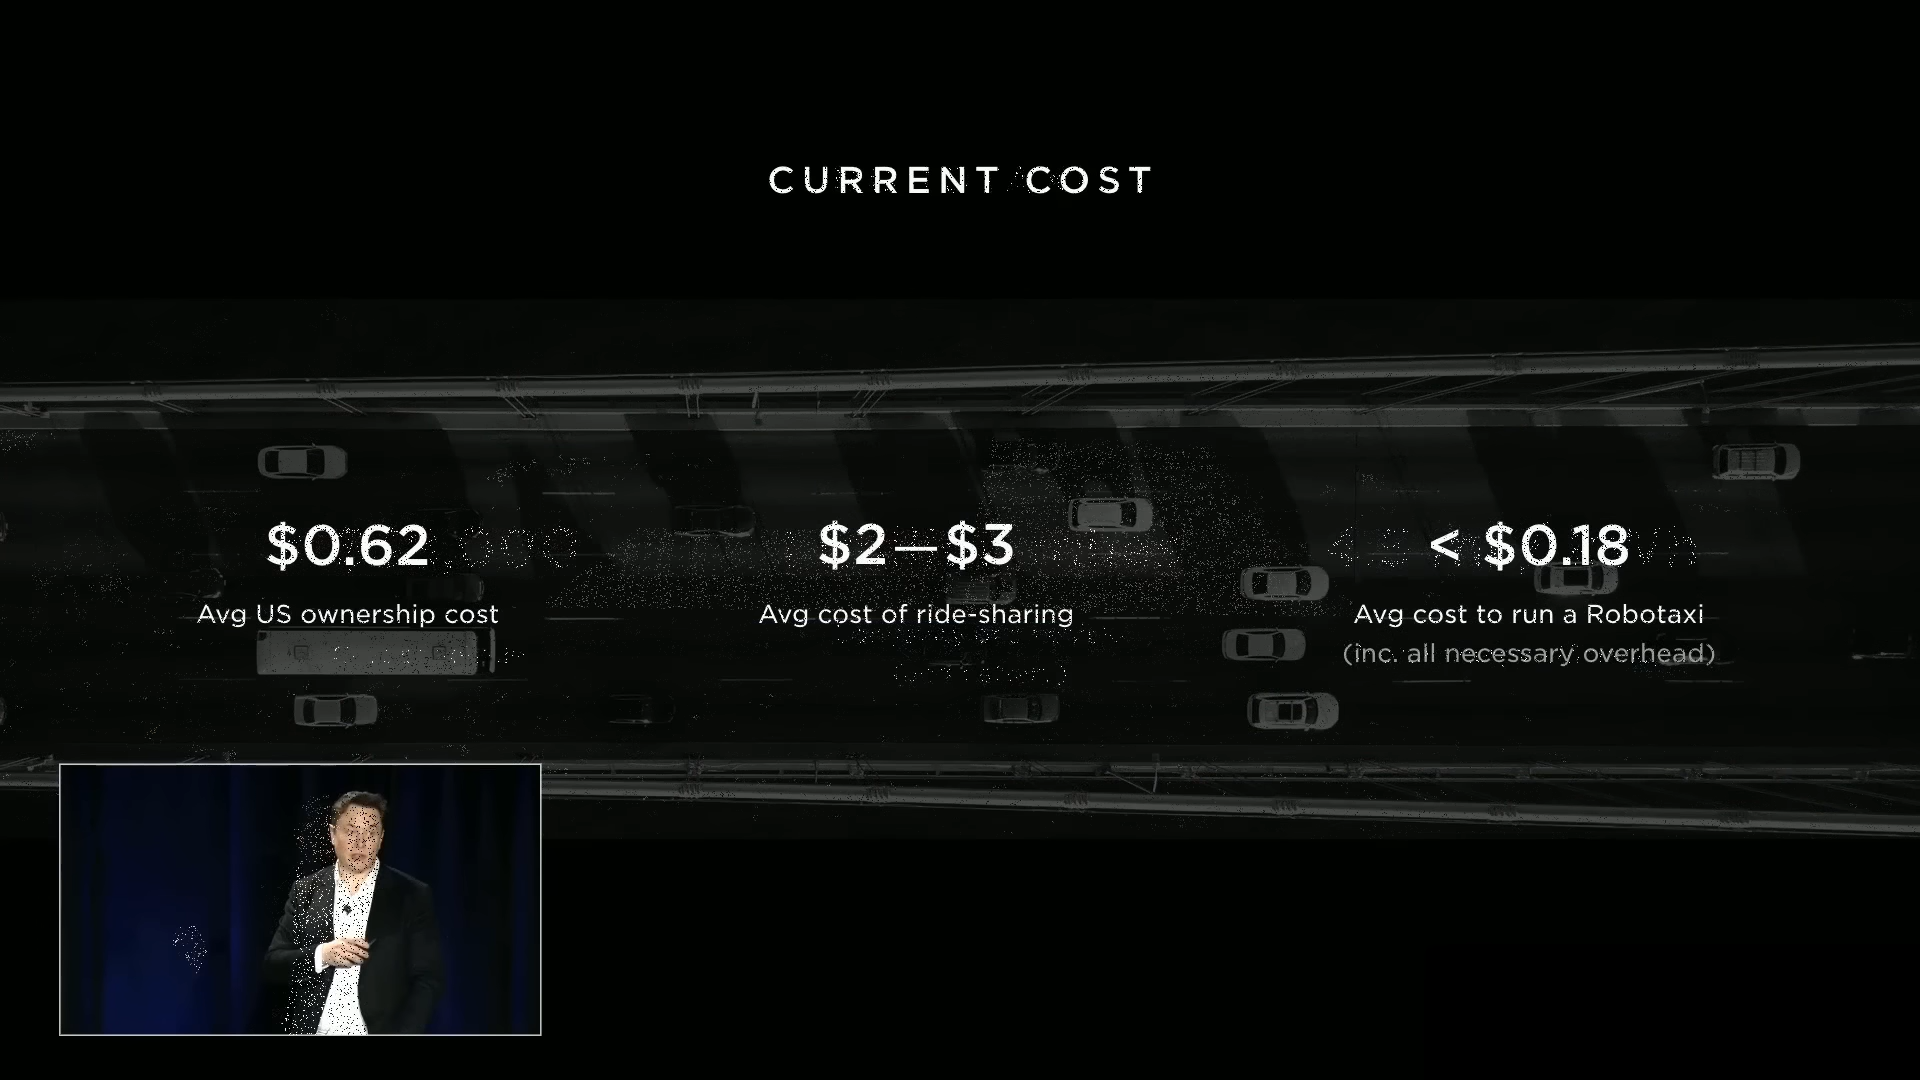 CURRENT COST
$0.62
Avg US ownership cost
$2—$3
Avg cost of ride-sharing
< $0.18
Avg cost to run a Robotaxi
(inc. all necessary overhead)